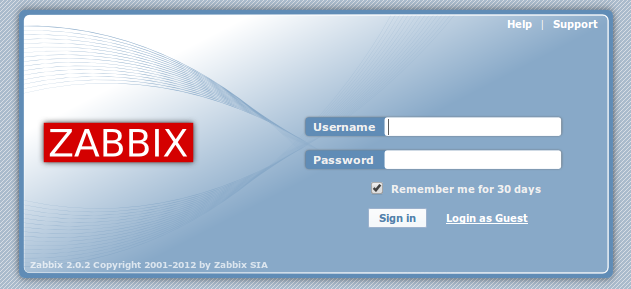 Help | Support
ZABBIX
Username
Password
Remember me for 30 days
Sign in Login as Guest
Zabbix 2.0.2 Copyright 2001-2012 by Zabbix SIA